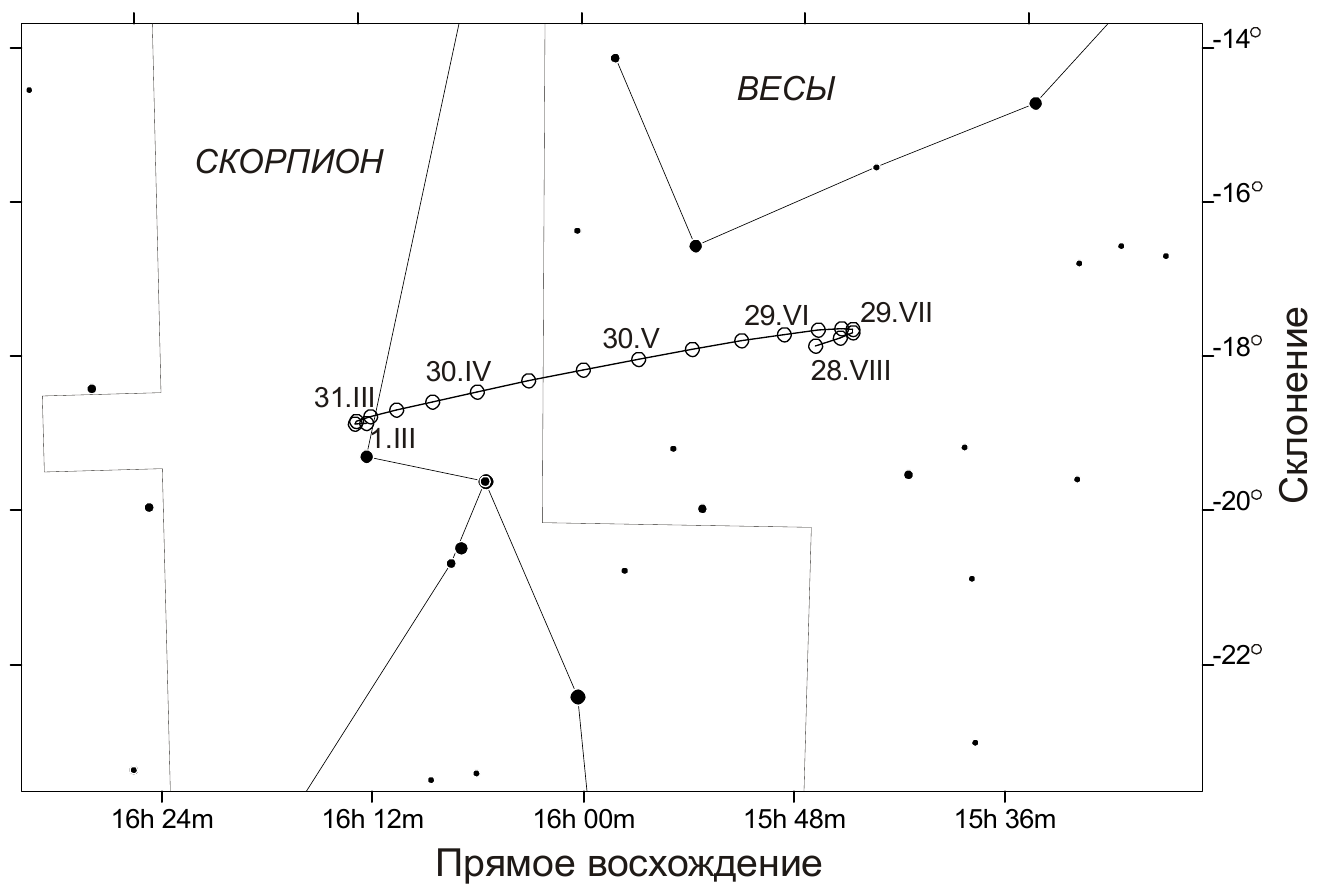 -14°
ВЕСЫ
СКОРПИОН
-16°
29.VI
29.VII
30.V
-18°
30.IV
28.VIII
31.III
1.III
Склонение
-20°
-22°
16h 24m
16h 12m
16h 00m
15h 48m
15h 36m
Прямое восхождение